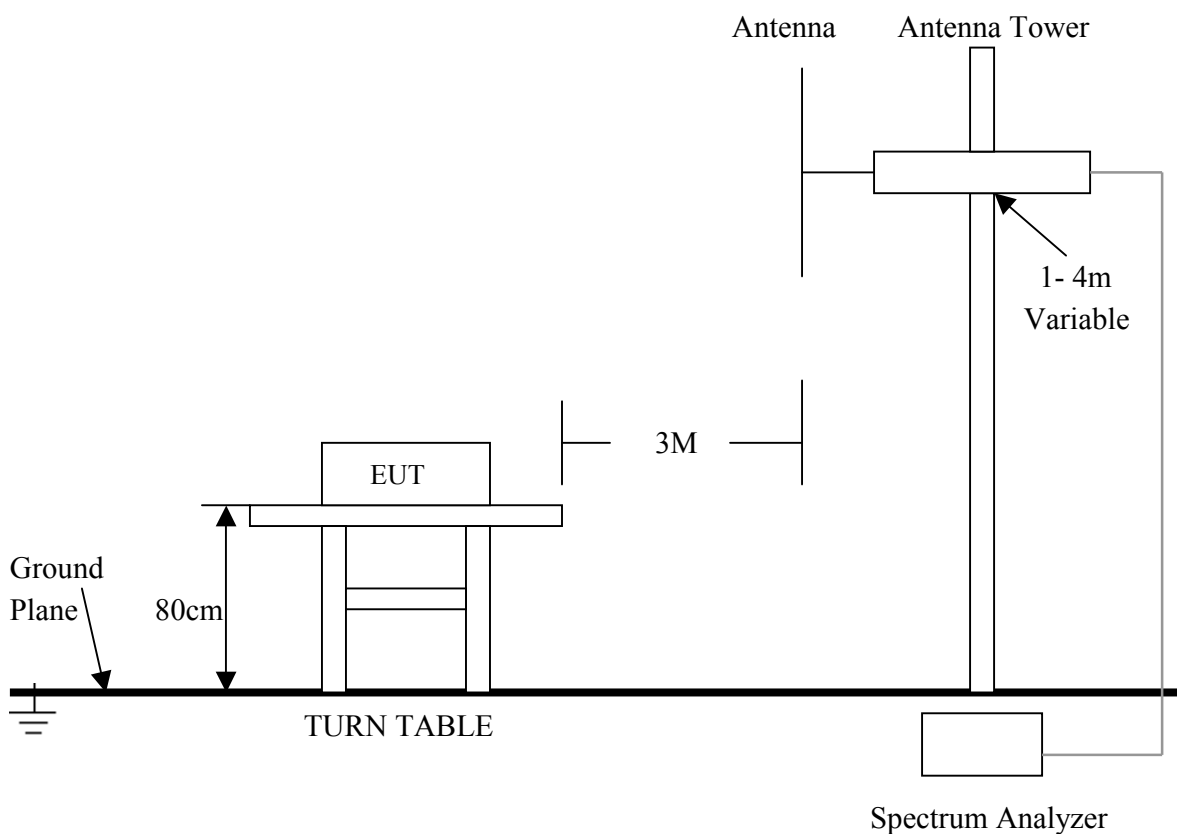 Antenna
Antenna Tower
1- 4m
Variable
3M
EUT
Ground
Plane
80cm
TURN TABLE
Spectrum Analyzer